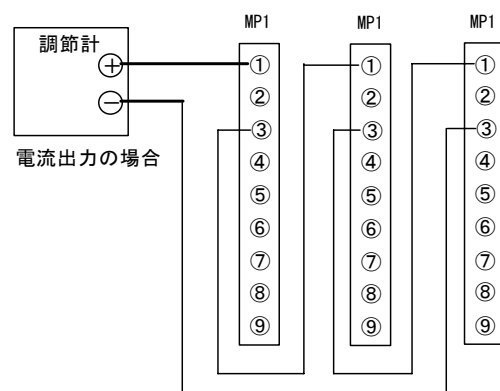 MP1 MP1 MP1
調節計
+
−
電流出力の場合
① ① ①
② ② ②
③ ③ ③
④ ④ ④
⑤ ⑤ ⑤
⑥ ⑥ ⑥
⑦ ⑦ ⑦
⑧ ⑧ ⑧
⑨ ⑨ ⑨